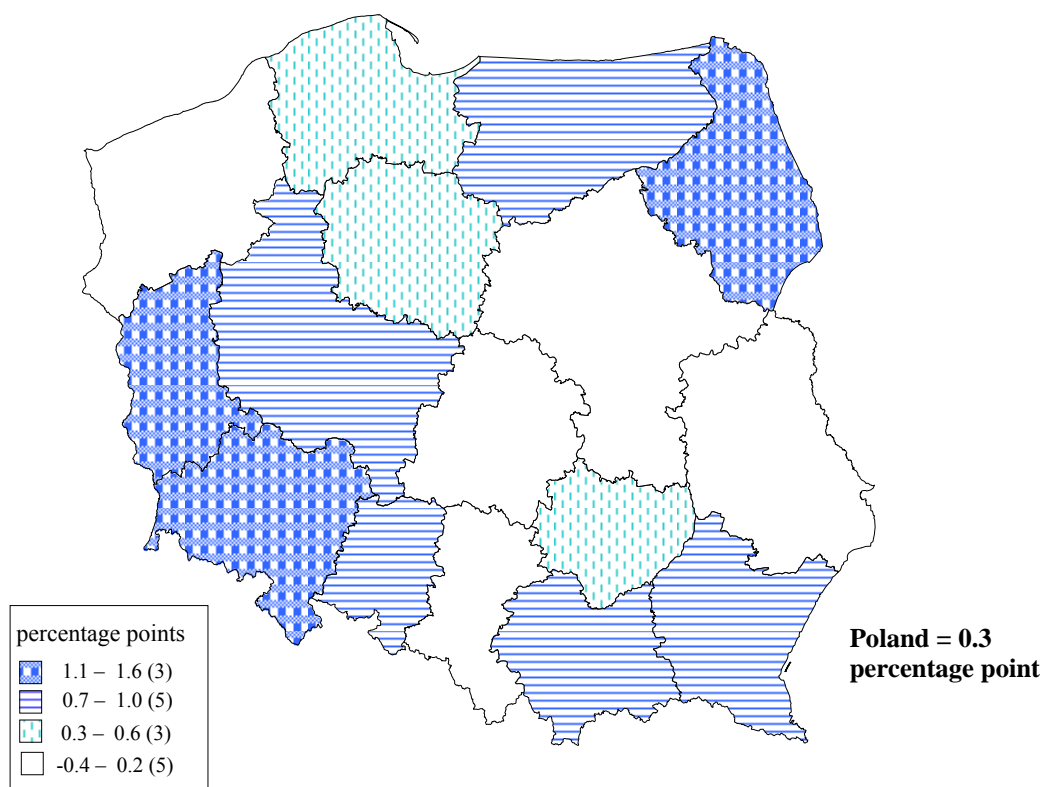 percentage points
1.1 – 1.6 (3)
0.7 – 1.0 (5)
0.3 – 0.6 (3)
-0.4 – 0.2 (5)
Poland = 0.3
percentage point